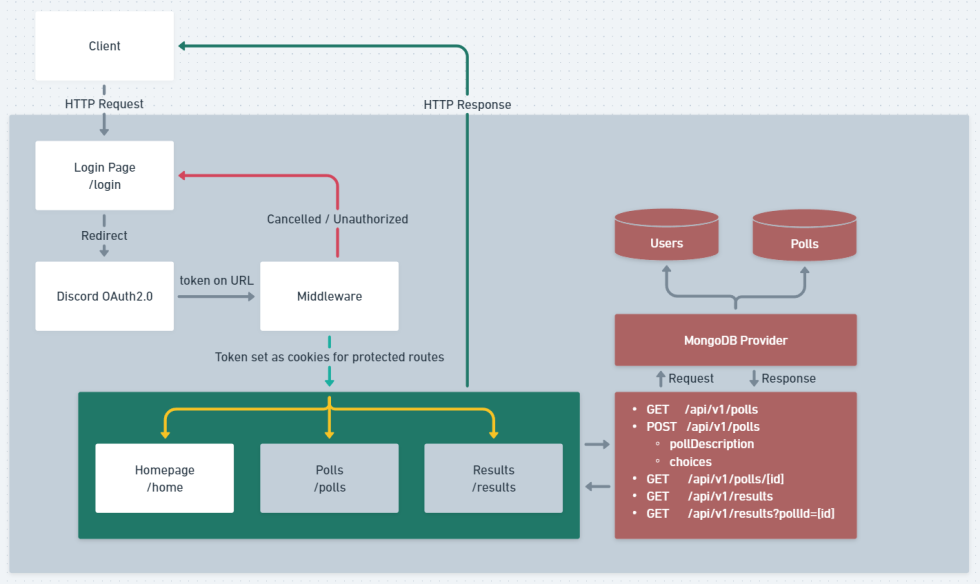 Client
HTTP Request
HTTP Response
Login Page
/login
Cancelled / Unauthorized
Redirect
Discord OAuth2.0
token on URL
Middleware
Token set as cookies for protected routes
Homepage
/home
Polls
/polls
Results
/results
Users
Polls
MongoDB Provider
Request
Response
• GET /api/v1/polls
• POST /api/v1/polls
◦ pollDescription
◦ choices
• GET /api/v1/polls/[id]
• GET /api/v1/results
• GET /api/v1/results?pollId=[id]